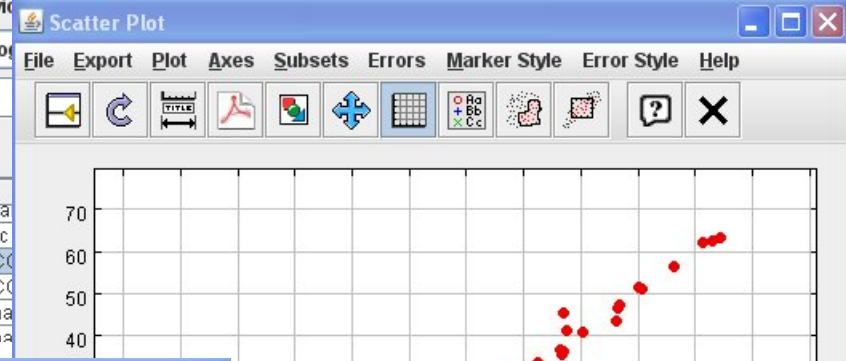 Scatter Plot
File Export Plot Axes Subsets Errors Marker Style Error Style Help
TITLE
Aa
Bb
Cc
?
70
60
50
40